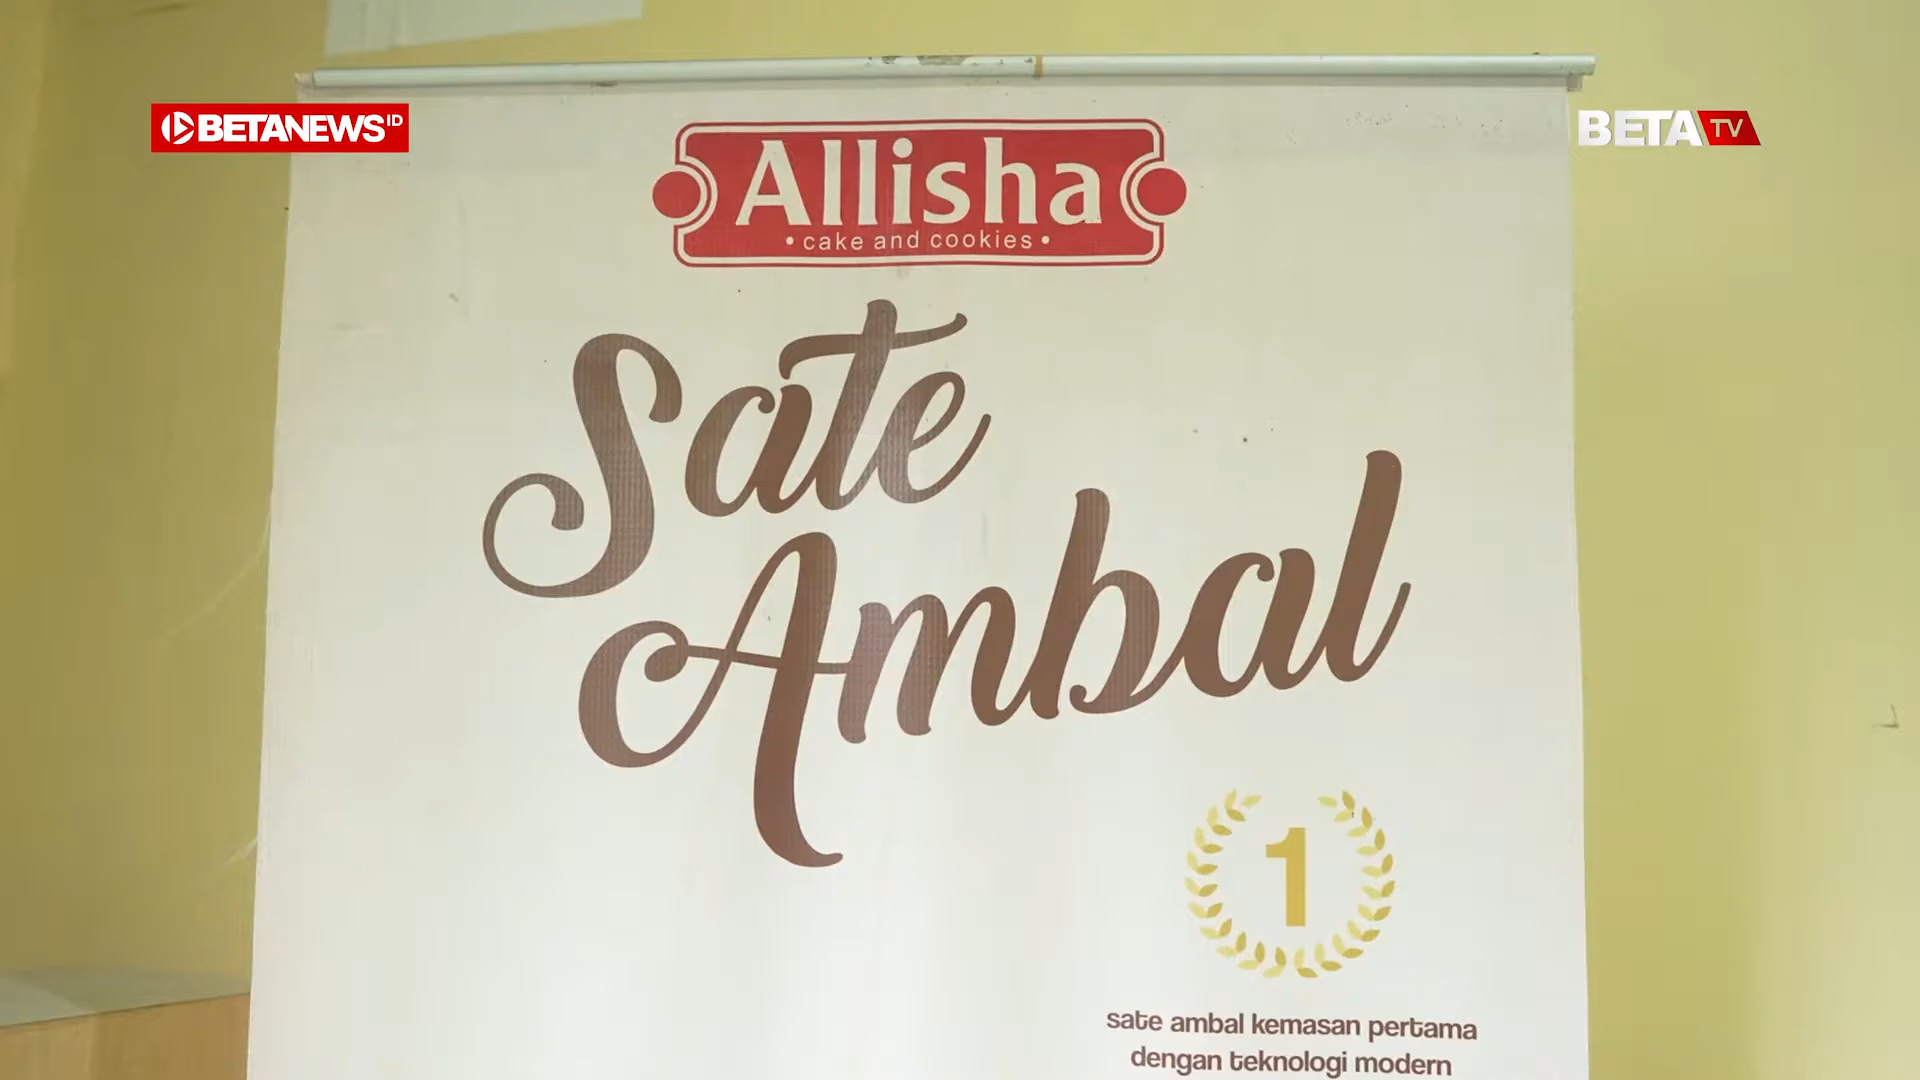 BETANEWS ID
BETA TV
Allisha
• cake and cookies •
Sate
Ambal
1
sate ambal kemasan pertama
dengan teknologi modern